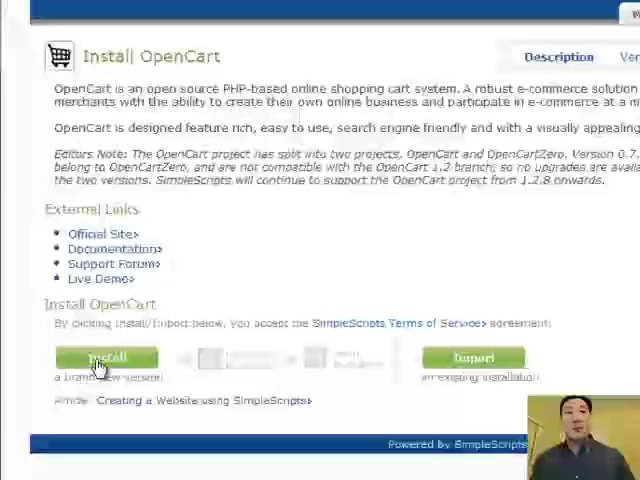 Install OpenCart
Description
OpenCart is an open source PHP-based online shopping cart system. A robust e-commerce solution
merchants with the ability to create their own online business and participate in e-commerce at a
OpenCart is designed feature rich, easy to use, search engine friendly and with a visually appealing
Editors Note: The OpenCart project has split into two projects, OpenCart and OpenCartZero. Version 0.7.
belong to OpenCartZero, and are not compatible with the OpenCart 1.2 branch, so no upgrades are
the two versions. SimpleScripts will continue to support the OpenCart project from 1.2.8 onwards.
External Links
Official Site>
Documentation>
Support Forum>
Live Demo>
Install OpenCart
By clicking Install/Import below, you accept the SimpleScripts Terms of Service> agreement.
Install
Import
a brand new version
an existing installation
Article: Creating a Website using SimpleScripts>
Powered by SimpleScripts